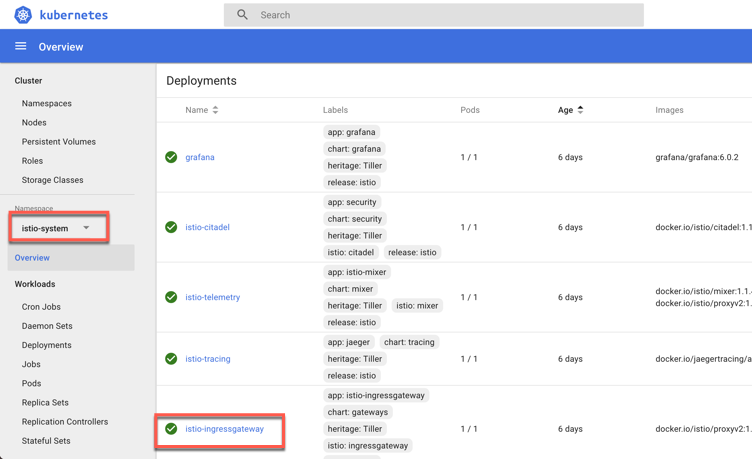 kubernetes
Search
Overview
Cluster
Namespaces
Nodes
Persistent Volumes
Roles
Storage Classes
Namespace
istio-system
Overview
Workloads
Cron Jobs
Daemon Sets
Deployments
Jobs
Pods
Replica Sets
Replication Controllers
Stateful Sets
Deployments
Name Labels Pods Age Images
grafana
app: grafana
chart: grafana
heritage: Tiller
release: istio
1 / 1
6 days
grafana/grafana:6.0.2
istio-citadel
app: security
chart: security
heritage: Tiller
istio: citadel release: istio
1 / 1
6 days
docker.io/istio/citadel:1.1
istio-telemetry
app: istio-mixer
chart: mixer
heritage: Tiller istio: mixer
release: istio
1 / 1
6 days
docker.io/istio/mixer:1.1.
docker.io/istio/proxyv2:1.
istio-tracing
app: jaeger chart: tracing
heritage: Tiller
release: istio
1 / 1
6 days
docker.io/jaegertracing/a
istio-ingressgateway
app: istio-ingressgateway
chart: gateways
heritage: Tiller
istio: ingressgateway
1 / 1
6 days
docker.io/istio/proxyv2:1.